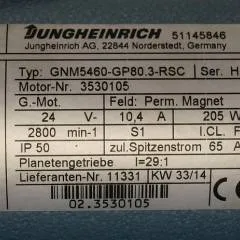 JUNGHEINRICH 51145846
Jungheinrich AG, 22844 Norderstedt, Germany
Typ: GNM5460-GP80.3-RSC Ser. H
Motor-Nr. 3530105
G.-Mot. Feld: Perm. Magnet
24 V- 10,4 A 205 W
2800 min-1 S1 I.CL. F
IP 50 zul.Spitzenstrom 65 A
Planetengetriebe I=29:1
Lieferanten-Nr. 11331 KW 33/14
02.3530105